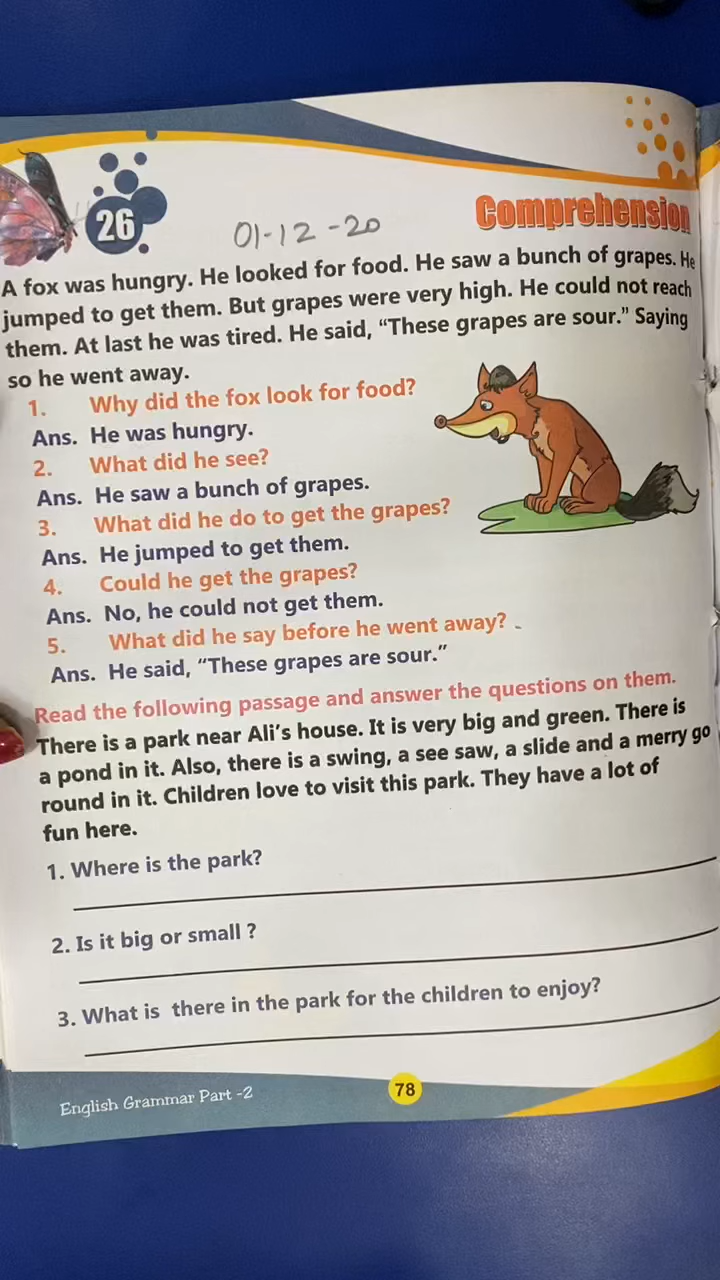 26
01-12-20
Comprehension
A fox was hungry. He looked for food. He saw a bunch of grapes. He
jumped to get them. But grapes were very high. He could not reach
them. At last he was tired. He said, “These grapes are sour.” Saying
so he went away.
1. Why did the fox look for food?
Ans. He was hungry.
2. What did he see?
Ans. He saw a bunch of grapes.
3. What did he do to get the grapes?
Ans. He jumped to get them.
4. Could he get the grapes?
Ans. No, he could not get them.
5. What did he say before he went away?
Ans. He said, “These grapes are sour.”
Read the following passage and answer the questions on them.
There is a park near Ali’s house. It is very big and green. There is
a pond in it. Also, there is a swing, a see saw, a slide and a merry go
round in it. Children love to visit this park. They have a lot of
fun here.
1. Where is the park?
2. Is it big or small ?
3. What is there in the park for the children to enjoy?
English Grammar Part -2
78